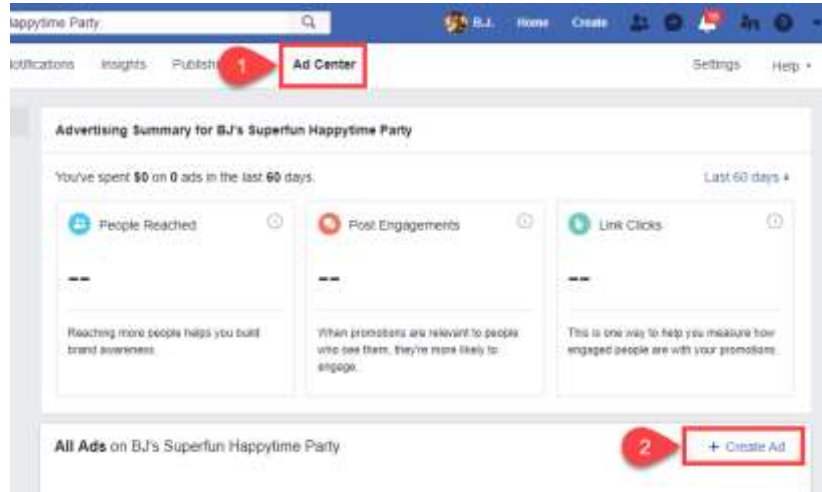 appytime Party
B.J. Home Create
otifications Insights Publish 1 Ad Center Settings Help
Advertising Summary for BJ's Superfun Happytime Party
You've spent $0 on 0 ads in the last 60 days. Last 60 days
People Reached Post Engagements Link Clicks
-- -- --
Reaching more people helps you build
brand awareness.
When promotions are relevant to people
who see them, they're more likely to
engage.
This is one way to help you measure how
engaged people are with your promotions.
All Ads on BJ's Superfun Happytime Party 2 + Create Ad